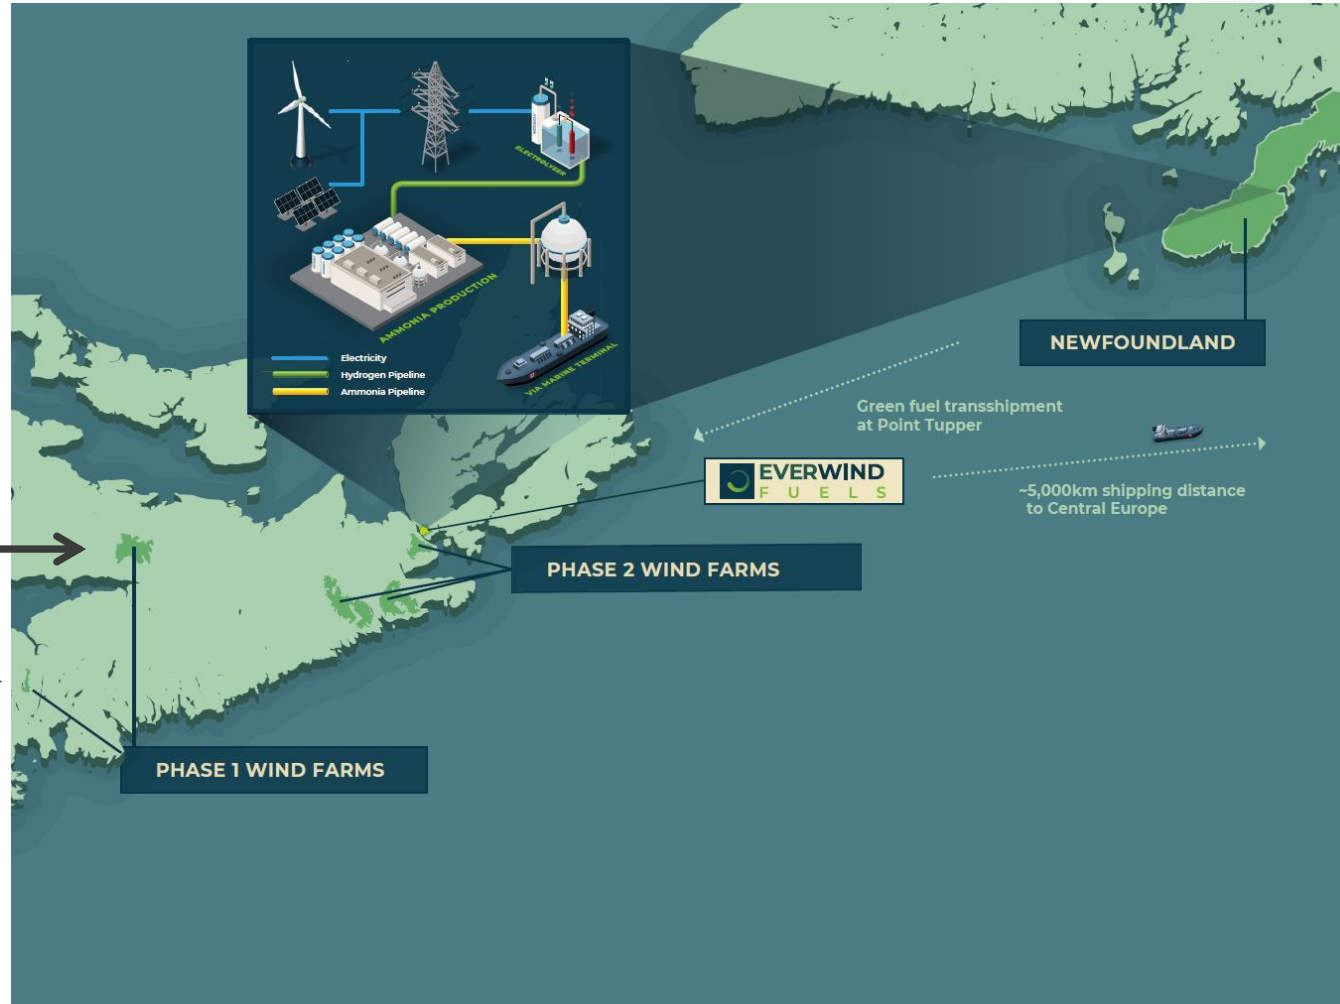 ELECTROLYSER
AMMONIA PRODUCTION
VIA MARINE TERMINAL
Electricity
Hydrogen Pipeline
Ammonia Pipeline
NEWFOUNDLAND
Green fuel transshipment
at Point Tupper
EVERWIND
FUELS
~5,000km shipping distance
to Central Europe
PHASE 2 WIND FARMS
PHASE 1 WIND FARMS